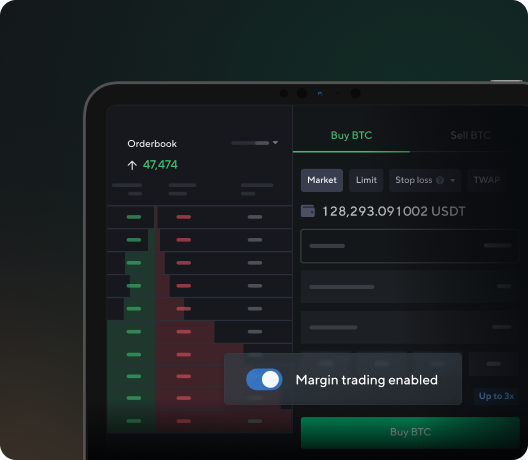 Orderbook
↑ 47,474
Buy BTC
Sell BTC
Market
Limit
Stop loss ?
TWAP
128,293.091002 USDT
Margin trading enabled
Up to 3x
Buy BTC